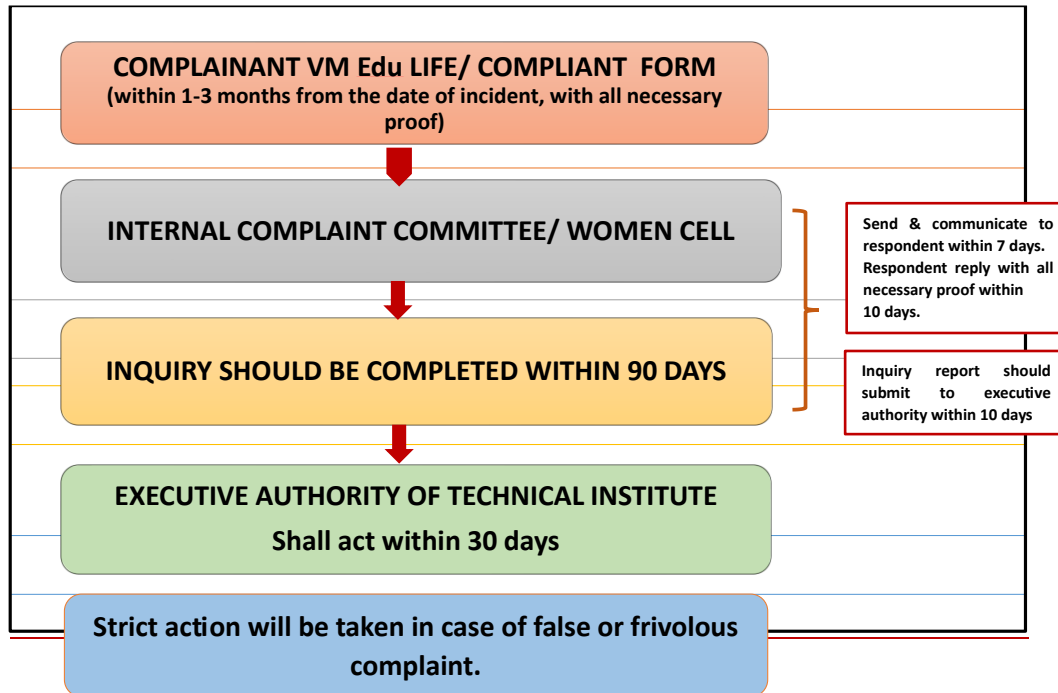 COMPLAINANT VM Edu LIFE/ COMPLIANT FORM
(within 1-3 months from the date of incident, with all necessary
proof)
INTERNAL COMPLAINT COMMITTEE/ WOMEN CELL
Send & communicate to
respondent within 7 days.
Respondent reply with all
necessary proof within
10 days.
INQUIRY SHOULD BE COMPLETED WITHIN 90 DAYS
Inquiry report should
submit to executive
authority within 10 days
EXECUTIVE AUTHORITY OF TECHNICAL INSTITUTE
Shall act within 30 days
Strict action will be taken in case of false or frivolous
complaint.